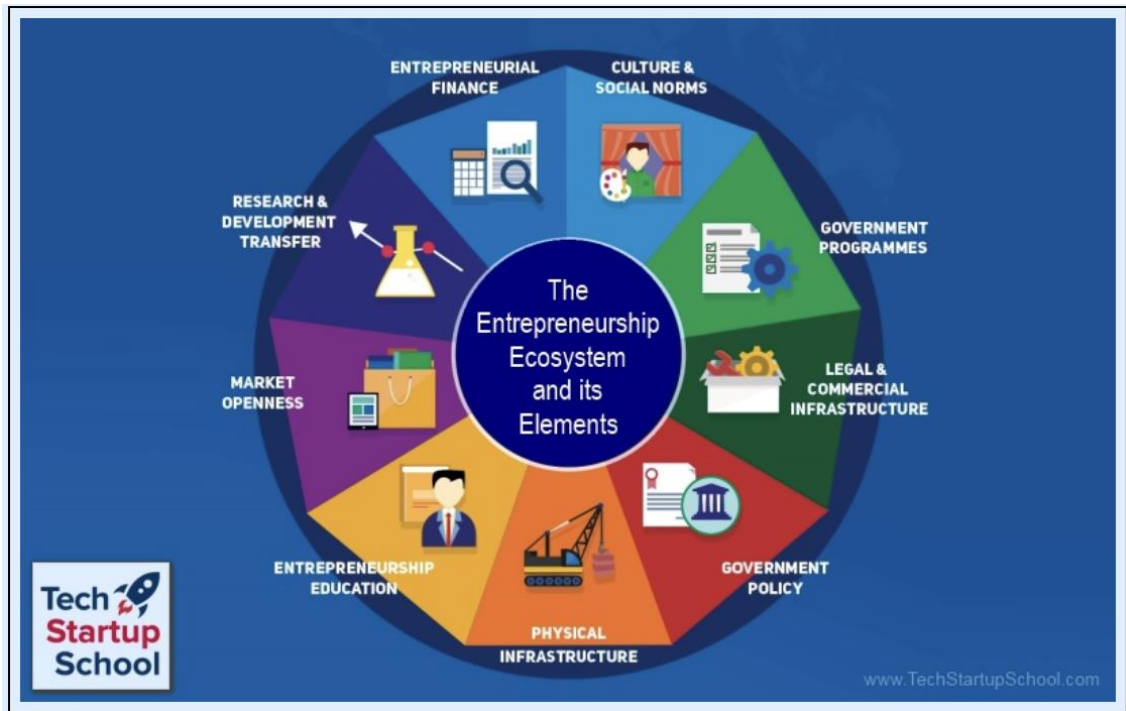 ENTREPRENEURIAL
FINANCE
CULTURE &
SOCIAL NORMS
RESEARCH &
DEVELOPMENT
TRANSFER
GOVERNMENT
PROGRAMMES
The
Entrepreneurship
Ecosystem
and its
Elements
MARKET
OPENNESS
LEGAL &
COMMERCIAL
INFRASTRUCTURE
ENTREPRENEURSHIP
EDUCATION
GOVERNMENT
POLICY
PHYSICAL
INFRASTRUCTURE
Tech
Startup
School
www.TechStartupSchool.com